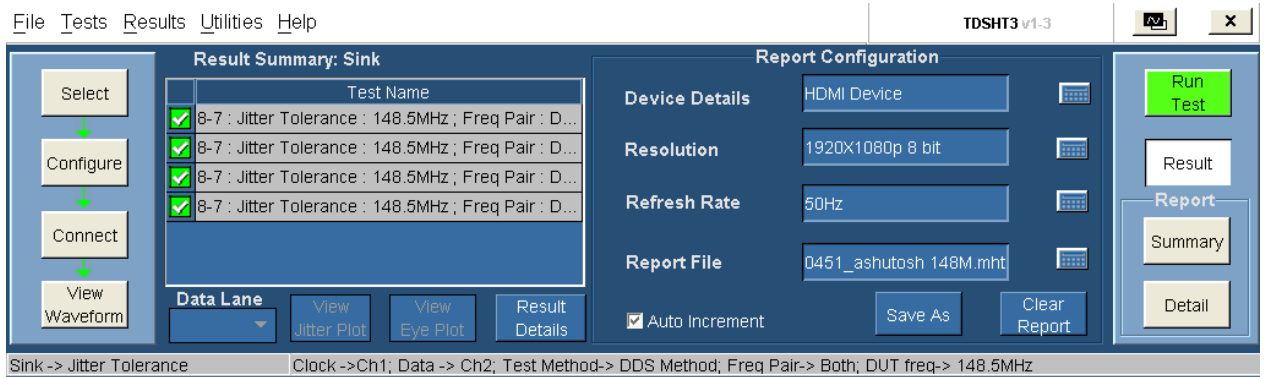 File Tests Results Utilities Help
TDSHT3 v1-3
x
Select
Configure
Connect
View
Waveform
Result Summary: Sink
Test Name
8-7 : Jitter Tolerance : 148.5MHz ; Freq Pair : D...
8-7 : Jitter Tolerance : 148.5MHz ; Freq Pair : D...
8-7 : Jitter Tolerance : 148.5MHz ; Freq Pair : D...
8-7 : Jitter Tolerance : 148.5MHz ; Freq Pair : D...
Data Lane
View
Jitter Plot
View
Eye Plot
Result
Details
Report Configuration
Device Details HDMI Device
Resolution 1920X1080p 8 bit
Refresh Rate 50Hz
Report File 0451_ashutosh 148M.mht
Auto Increment
Save As
Clear
Report
Run
Test
Result
Report
Summary
Detail
Sink -> Jitter Tolerance
Clock ->Ch1; Data -> Ch2; Test Method-> DDS Method; Freq Pair-> Both; DUT freq-> 148.5MHz